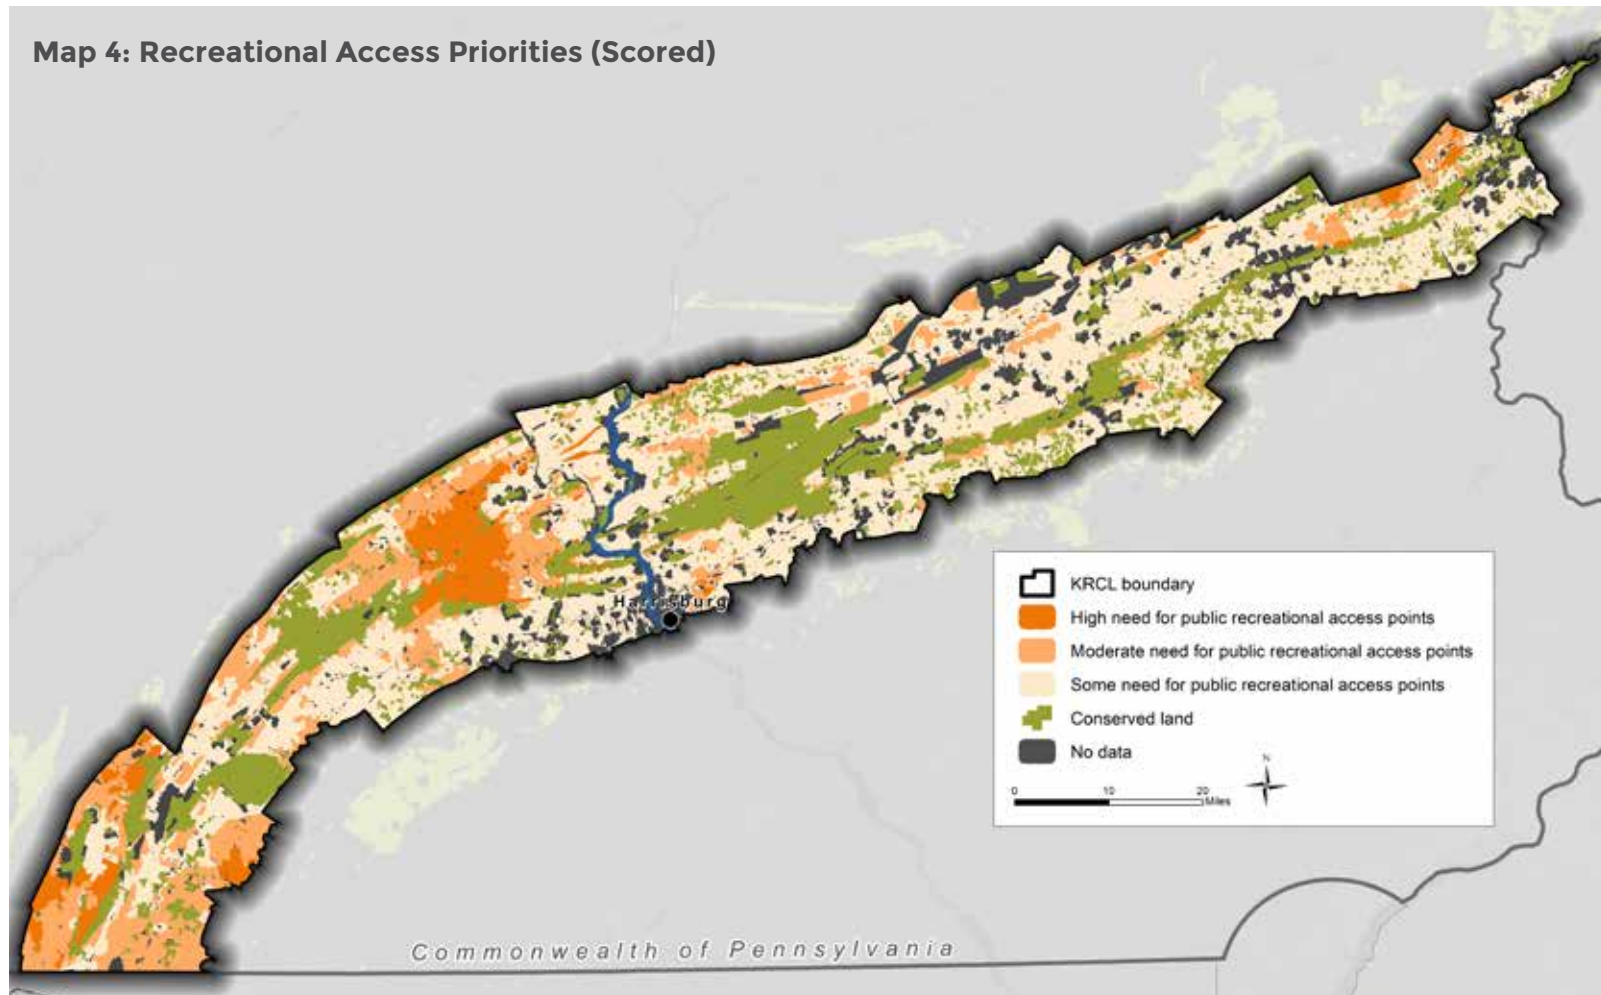 Map 4: Recreational Access Priorities (Scored)
Harrisburg
KRCL boundary
High need for public recreational access points
Moderate need for public recreational access points
Some need for public recreational access points
Conserved land
No data
N
0 10 20
Miles
Commonwealth of Pennsylvania